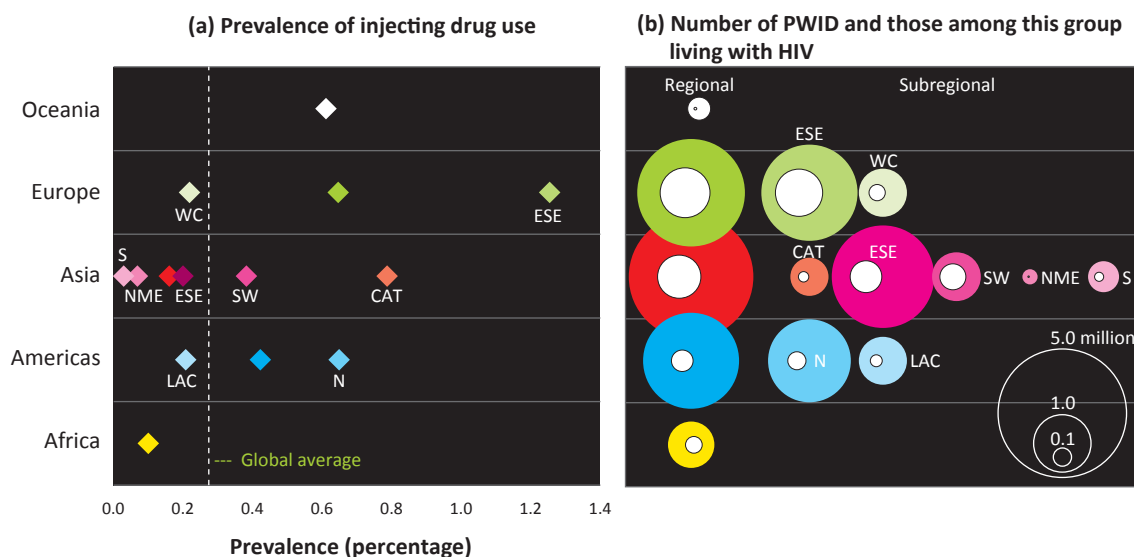 (a) Prevalence of injecting drug use
Oceania
Europe
WC
ESE
S
Asia
NME
ESE
SW
CAT
Americas
LAC
N
Africa
--- Global average
0.0 0.2 0.4 0.6 0.8 1.0 1.2 1.4
Prevalence (percentage)
(b) Number of PWID and those among this group
living with HIV
Regional
Subregional
ESE
WC
CAT
ESE
SW
NME
S
N
LAC
5.0 million
1.0
0.1